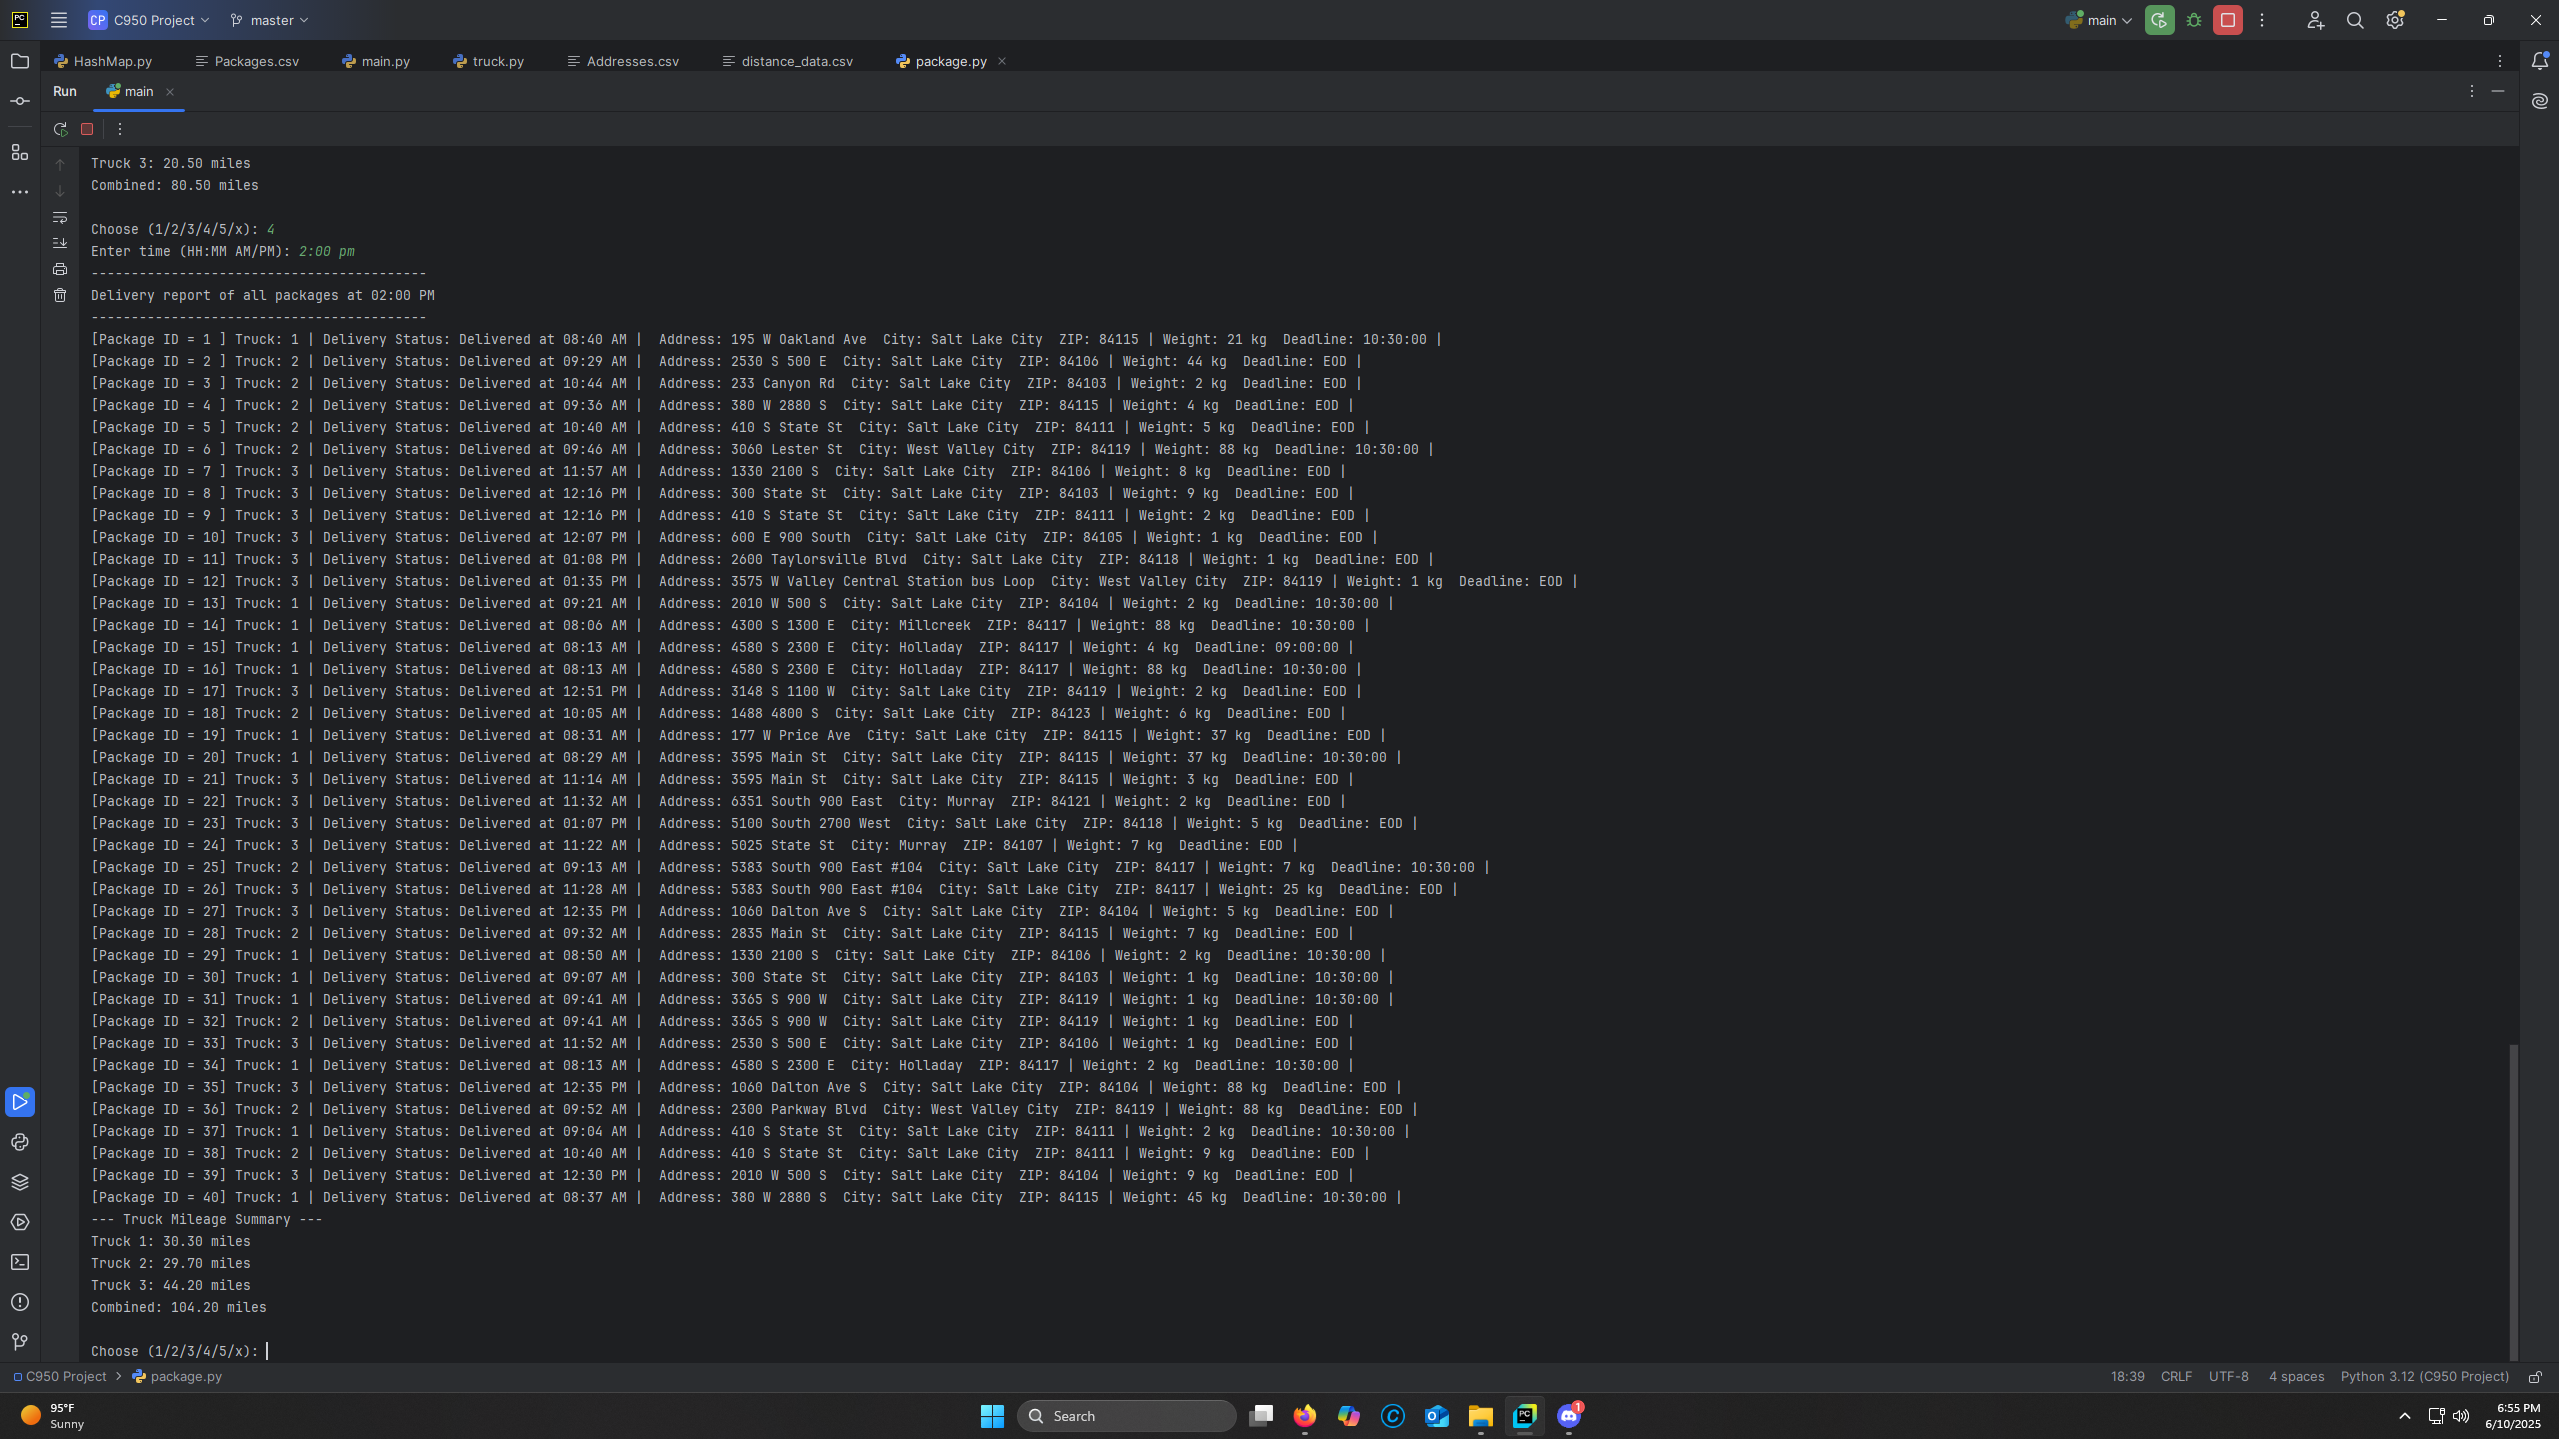 PC
CP C950 Project master main
HashMap.py Packages.csv main.py truck.py Addresses.csv distance_data.csv package.py
Run main
Truck 3: 20.50 miles
Combined: 80.50 miles
Choose (1/2/3/4/5/x): 4
Enter time (HH:MM AM/PM): 2:00 pm
------------------------------------------
Delivery report of all packages at 02:00 PM
------------------------------------------
[Package ID = 1 ] Truck: 1 | Delivery Status: Delivered at 08:40 AM |  Address: 195 W Oakland Ave  City: Salt Lake City  ZIP: 84115 | Weight: 21 kg  Deadline: 10:30:00 |
[Package ID = 2 ] Truck: 2 | Delivery Status: Delivered at 09:29 AM |  Address: 2530 S 500 E  City: Salt Lake City  ZIP: 84106 | Weight: 44 kg  Deadline: EOD |
[Package ID = 3 ] Truck: 2 | Delivery Status: Delivered at 10:44 AM |  Address: 233 Canyon Rd  City: Salt Lake City  ZIP: 84103 | Weight: 2 kg  Deadline: EOD |
[Package ID = 4 ] Truck: 2 | Delivery Status: Delivered at 09:36 AM |  Address: 380 W 2880 S  City: Salt Lake City  ZIP: 84115 | Weight: 4 kg  Deadline: EOD |
[Package ID = 5 ] Truck: 2 | Delivery Status: Delivered at 10:40 AM |  Address: 410 S State St  City: Salt Lake City  ZIP: 84111 | Weight: 5 kg  Deadline: EOD |
[Package ID = 6 ] Truck: 2 | Delivery Status: Delivered at 09:46 AM |  Address: 3060 Lester St  City: West Valley City  ZIP: 84119 | Weight: 88 kg  Deadline: 10:30:00 |
[Package ID = 7 ] Truck: 3 | Delivery Status: Delivered at 11:57 AM |  Address: 1330 2100 S  City: Salt Lake City  ZIP: 84106 | Weight: 8 kg  Deadline: EOD |
[Package ID = 8 ] Truck: 3 | Delivery Status: Delivered at 12:16 PM |  Address: 300 State St  City: Salt Lake City  ZIP: 84103 | Weight: 9 kg  Deadline: EOD |
[Package ID = 9 ] Truck: 3 | Delivery Status: Delivered at 12:16 PM |  Address: 410 S State St  City: Salt Lake City  ZIP: 84111 | Weight: 2 kg  Deadline: EOD |
[Package ID = 10] Truck: 3 | Delivery Status: Delivered at 12:07 PM |  Address: 600 E 900 South  City: Salt Lake City  ZIP: 84105 | Weight: 1 kg  Deadline: EOD |
[Package ID = 11] Truck: 3 | Delivery Status: Delivered at 01:08 PM |  Address: 2600 Taylorsville Blvd  City: Salt Lake City  ZIP: 84118 | Weight: 1 kg  Deadline: EOD |
[Package ID = 12] Truck: 3 | Delivery Status: Delivered at 01:35 PM |  Address: 3575 W Valley Central Station bus Loop  City: West Valley City  ZIP: 84119 | Weight: 1 kg  Deadline: EOD |
[Package ID = 13] Truck: 1 | Delivery Status: Delivered at 09:21 AM |  Address: 2010 W 500 S  City: Salt Lake City  ZIP: 84104 | Weight: 2 kg  Deadline: 10:30:00 |
[Package ID = 14] Truck: 1 | Delivery Status: Delivered at 08:06 AM |  Address: 4300 S 1300 E  City: Millcreek  ZIP: 84117 | Weight: 88 kg  Deadline: 10:30:00 |
[Package ID = 15] Truck: 1 | Delivery Status: Delivered at 08:13 AM |  Address: 4580 S 2300 E  City: Holladay  ZIP: 84117 | Weight: 4 kg  Deadline: 09:00:00 |
[Package ID = 16] Truck: 1 | Delivery Status: Delivered at 08:13 AM |  Address: 4580 S 2300 E  City: Holladay  ZIP: 84117 | Weight: 88 kg  Deadline: 10:30:00 |
[Package ID = 17] Truck: 3 | Delivery Status: Delivered at 12:51 PM |  Address: 3148 S 1100 W  City: Salt Lake City  ZIP: 84119 | Weight: 2 kg  Deadline: EOD |
[Package ID = 18] Truck: 2 | Delivery Status: Delivered at 10:05 AM |  Address: 1488 4800 S  City: Salt Lake City  ZIP: 84123 | Weight: 6 kg  Deadline: EOD |
[Package ID = 19] Truck: 1 | Delivery Status: Delivered at 08:31 AM |  Address: 177 W Price Ave  City: Salt Lake City  ZIP: 84115 | Weight: 37 kg  Deadline: EOD |
[Package ID = 20] Truck: 1 | Delivery Status: Delivered at 08:29 AM |  Address: 3595 Main St  City: Salt Lake City  ZIP: 84115 | Weight: 37 kg  Deadline: 10:30:00 |
[Package ID = 21] Truck: 3 | Delivery Status: Delivered at 11:14 AM |  Address: 3595 Main St  City: Salt Lake City  ZIP: 84115 | Weight: 3 kg  Deadline: EOD |
[Package ID = 22] Truck: 3 | Delivery Status: Delivered at 11:32 AM |  Address: 6351 South 900 East  City: Murray  ZIP: 84121 | Weight: 2 kg  Deadline: EOD |
[Package ID = 23] Truck: 3 | Delivery Status: Delivered at 01:07 PM |  Address: 5100 South 2700 West  City: Salt Lake City  ZIP: 84118 | Weight: 5 kg  Deadline: EOD |
[Package ID = 24] Truck: 3 | Delivery Status: Delivered at 11:22 AM |  Address: 5025 State St  City: Murray  ZIP: 84107 | Weight: 7 kg  Deadline: EOD |
[Package ID = 25] Truck: 2 | Delivery Status: Delivered at 09:13 AM |  Address: 5383 South 900 East #104  City: Salt Lake City  ZIP: 84117 | Weight: 7 kg  Deadline: 10:30:00 |
[Package ID = 26] Truck: 3 | Delivery Status: Delivered at 11:28 AM |  Address: 5383 South 900 East #104  City: Salt Lake City  ZIP: 84117 | Weight: 25 kg  Deadline: EOD |
[Package ID = 27] Truck: 3 | Delivery Status: Delivered at 12:35 PM |  Address: 1060 Dalton Ave S  City: Salt Lake City  ZIP: 84104 | Weight: 5 kg  Deadline: EOD |
[Package ID = 28] Truck: 2 | Delivery Status: Delivered at 09:32 AM |  Address: 2835 Main St  City: Salt Lake City  ZIP: 84115 | Weight: 7 kg  Deadline: EOD |
[Package ID = 29] Truck: 1 | Delivery Status: Delivered at 08:50 AM |  Address: 1330 2100 S  City: Salt Lake City  ZIP: 84106 | Weight: 2 kg  Deadline: 10:30:00 |
[Package ID = 30] Truck: 1 | Delivery Status: Delivered at 09:07 AM |  Address: 300 State St  City: Salt Lake City  ZIP: 84103 | Weight: 1 kg  Deadline: 10:30:00 |
[Package ID = 31] Truck: 1 | Delivery Status: Delivered at 09:41 AM |  Address: 3365 S 900 W  City: Salt Lake City  ZIP: 84119 | Weight: 1 kg  Deadline: 10:30:00 |
[Package ID = 32] Truck: 2 | Delivery Status: Delivered at 09:41 AM |  Address: 3365 S 900 W  City: Salt Lake City  ZIP: 84119 | Weight: 1 kg  Deadline: EOD |
[Package ID = 33] Truck: 3 | Delivery Status: Delivered at 11:52 AM |  Address: 2530 S 500 E  City: Salt Lake City  ZIP: 84106 | Weight: 1 kg  Deadline: EOD |
[Package ID = 34] Truck: 1 | Delivery Status: Delivered at 08:13 AM |  Address: 4580 S 2300 E  City: Holladay  ZIP: 84117 | Weight: 2 kg  Deadline: 10:30:00 |
[Package ID = 35] Truck: 3 | Delivery Status: Delivered at 12:35 PM |  Address: 1060 Dalton Ave S  City: Salt Lake City  ZIP: 84104 | Weight: 88 kg  Deadline: EOD |
[Package ID = 36] Truck: 2 | Delivery Status: Delivered at 09:52 AM |  Address: 2300 Parkway Blvd  City: West Valley City  ZIP: 84119 | Weight: 88 kg  Deadline: EOD |
[Package ID = 37] Truck: 1 | Delivery Status: Delivered at 09:04 AM |  Address: 410 S State St  City: Salt Lake City  ZIP: 84111 | Weight: 2 kg  Deadline: 10:30:00 |
[Package ID = 38] Truck: 2 | Delivery Status: Delivered at 10:40 AM |  Address: 410 S State St  City: Salt Lake City  ZIP: 84111 | Weight: 9 kg  Deadline: EOD |
[Package ID = 39] Truck: 3 | Delivery Status: Delivered at 12:30 PM |  Address: 2010 W 500 S  City: Salt Lake City  ZIP: 84104 | Weight: 9 kg  Deadline: EOD |
[Package ID = 40] Truck: 1 | Delivery Status: Delivered at 08:37 AM |  Address: 380 W 2880 S  City: Salt Lake City  ZIP: 84115 | Weight: 45 kg  Deadline: 10:30:00 |
--- Truck Mileage Summary ---
Truck 1: 30.30 miles
Truck 2: 29.70 miles
Truck 3: 44.20 miles
Combined: 104.20 miles
Choose (1/2/3/4/5/x):
C950 Project > package.py 18:39 CRLF UTF-8 4 spaces Python 3.12 (C950 Project)
95°F
Sunny
Search
PC
1
6:55 PM
6/10/2025